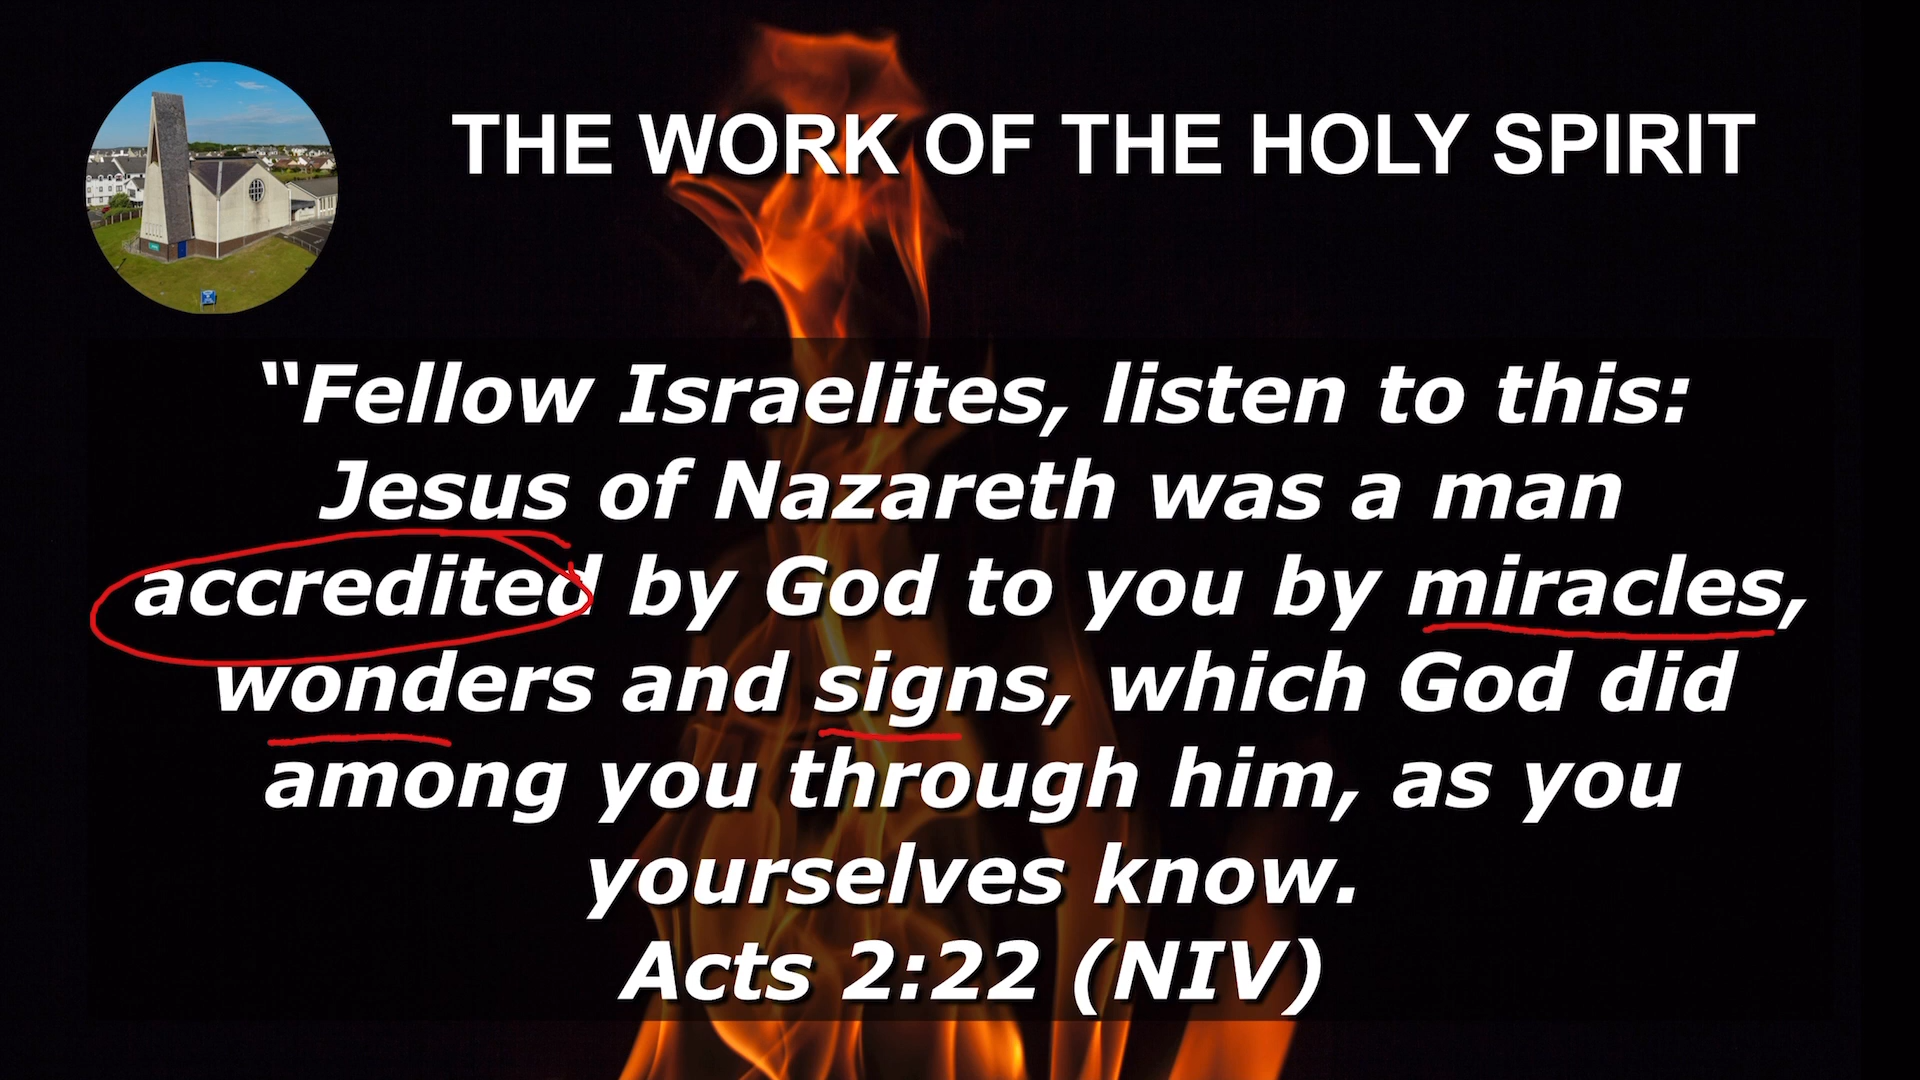 THE WORK OF THE HOLY SPIRIT
“Fellow Israelites, listen to this:
Jesus of Nazareth was a man
accredited by God to you by miracles,
wonders and signs, which God did
among you through him, as you
yourselves know.
Acts 2:22 (NIV)